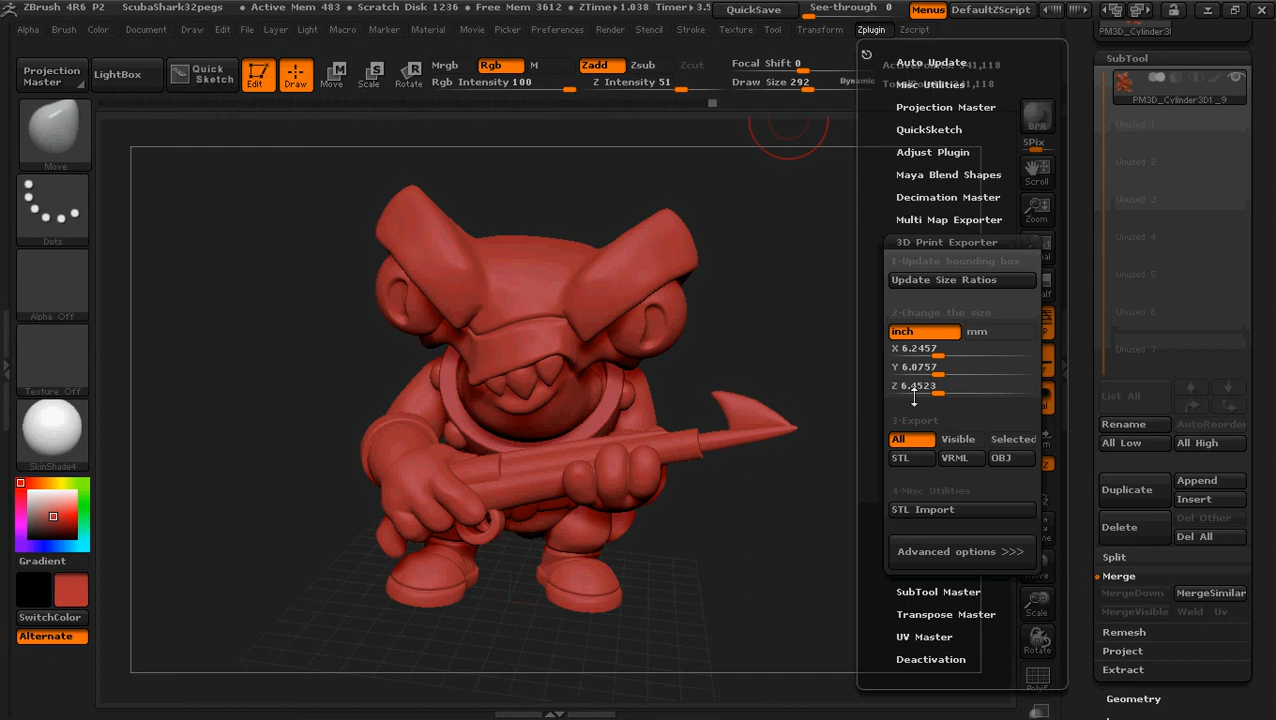 ZBrush 4R6 P2 ScubaShark32pegs • Active Mem 483 • Scratch Disk 1236 • Free Mem 3612 • ZTime▸1.038 Timer▸3.5 QuickSave See-through 0 Menus DefaultZScript
Alpha Brush Color Document Draw Edit File Layer Light Macro Marker Material Movie Picker Preferences Render Stencil Stroke Texture Tool Transform Zplugin Zscript
PM3D_Cylinder3D
Projection
Master
LightBox
Quick
Sketch
Edit
Draw
Move
Scale
Rotate
Mrgb Rgb M
Rgb Intensity 100
Zadd Zsub Zcut
Z Intensity 51
Focal Shift 0
Draw Size 292
Dynamic
Move
Dots
Alpha Off
Texture Off
SkinShade4
Gradient
SwitchColor
Alternate
Auto Update
Misc Utilities
Projection Master
QuickSketch
Adjust Plugin
Maya Blend Shapes
Decimation Master
Multi Map Exporter
3D Print Exporter
1-Update bounding box
Update Size Ratios
2-Change the size
inch mm
X 6.2457
Y 6.0757
Z 6.4523
3-Export
All Visible Selected
STL VRML OBJ
4-Misc Utilities
STL Import
Advanced options >>>
SubTool Master
Transpose Master
UV Master
Deactivation
BPR
SPix
Scroll
Zoom
Move
Scale
Rotate
PolyF
SubTool
PM3D_Cylinder3D1_9
Unused 1
Unused 2
Unused 3
Unused 4
Unused 5
Unused 6
Unused 7
List All
Rename AutoReorder
All Low All High
Duplicate Append
Insert
Delete Del Other
Del All
Split
Merge
MergeDown MergeSimilar
MergeVisible Weld Uv
Remesh
Project
Extract
Geometry